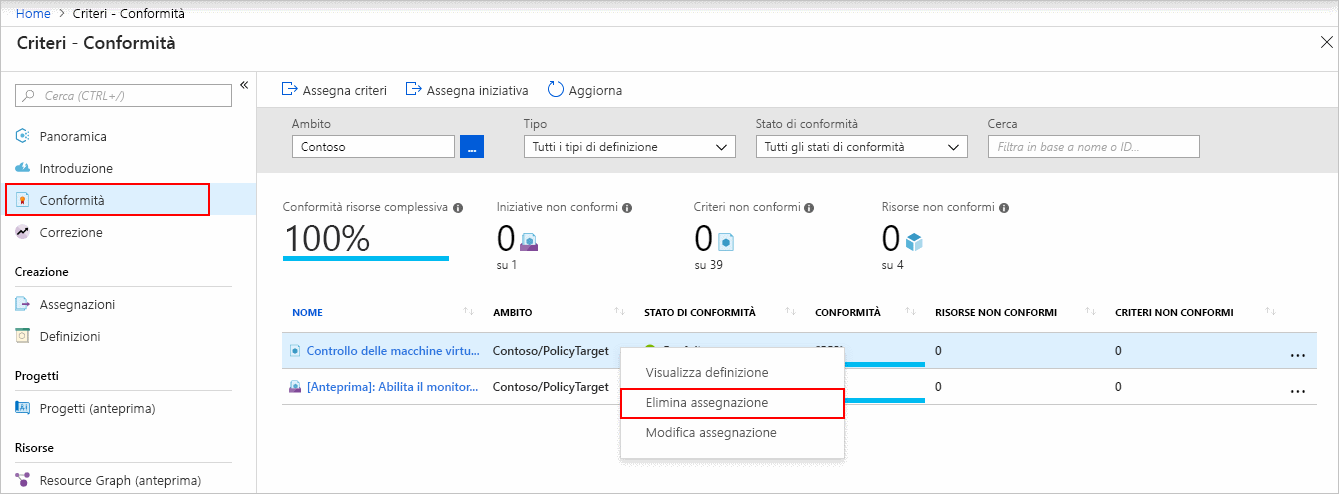 Home > Criteri - Conformità
Criteri - Conformità
Cerca (CTRL+/)
Panoramica
Introduzione
Conformità
Correzione
Creazione
Assegnazioni
Definizioni
Progetti
Progetti (anteprima)
Risorse
Resource Graph (anteprima)
Assegna criteri Assegna iniziativa Aggiorna
Ambito Tipo Stato di conformità Cerca
Contoso ... Tutti i tipi di definizione Tutti gli stati di conformità Filtra in base a nome o ID...
Conformità risorse complessiva Iniziative non conformi Criteri non conformi Risorse non conformi
100% 0 0 0
su 1 su 39 su 4
NOME AMBITO STATO DI CONFORMITÀ CONFORMITÀ RISORSE NON CONFORMI CRITERI NON CONFORMI
Controllo delle macchine virtu... Contoso/PolicyTarget 0 0 ...
[Anteprima]: Abilita il monitor... Contoso/PolicyTarget 0 0 ...
Visualizza definizione
Elimina assegnazione
Modifica assegnazione